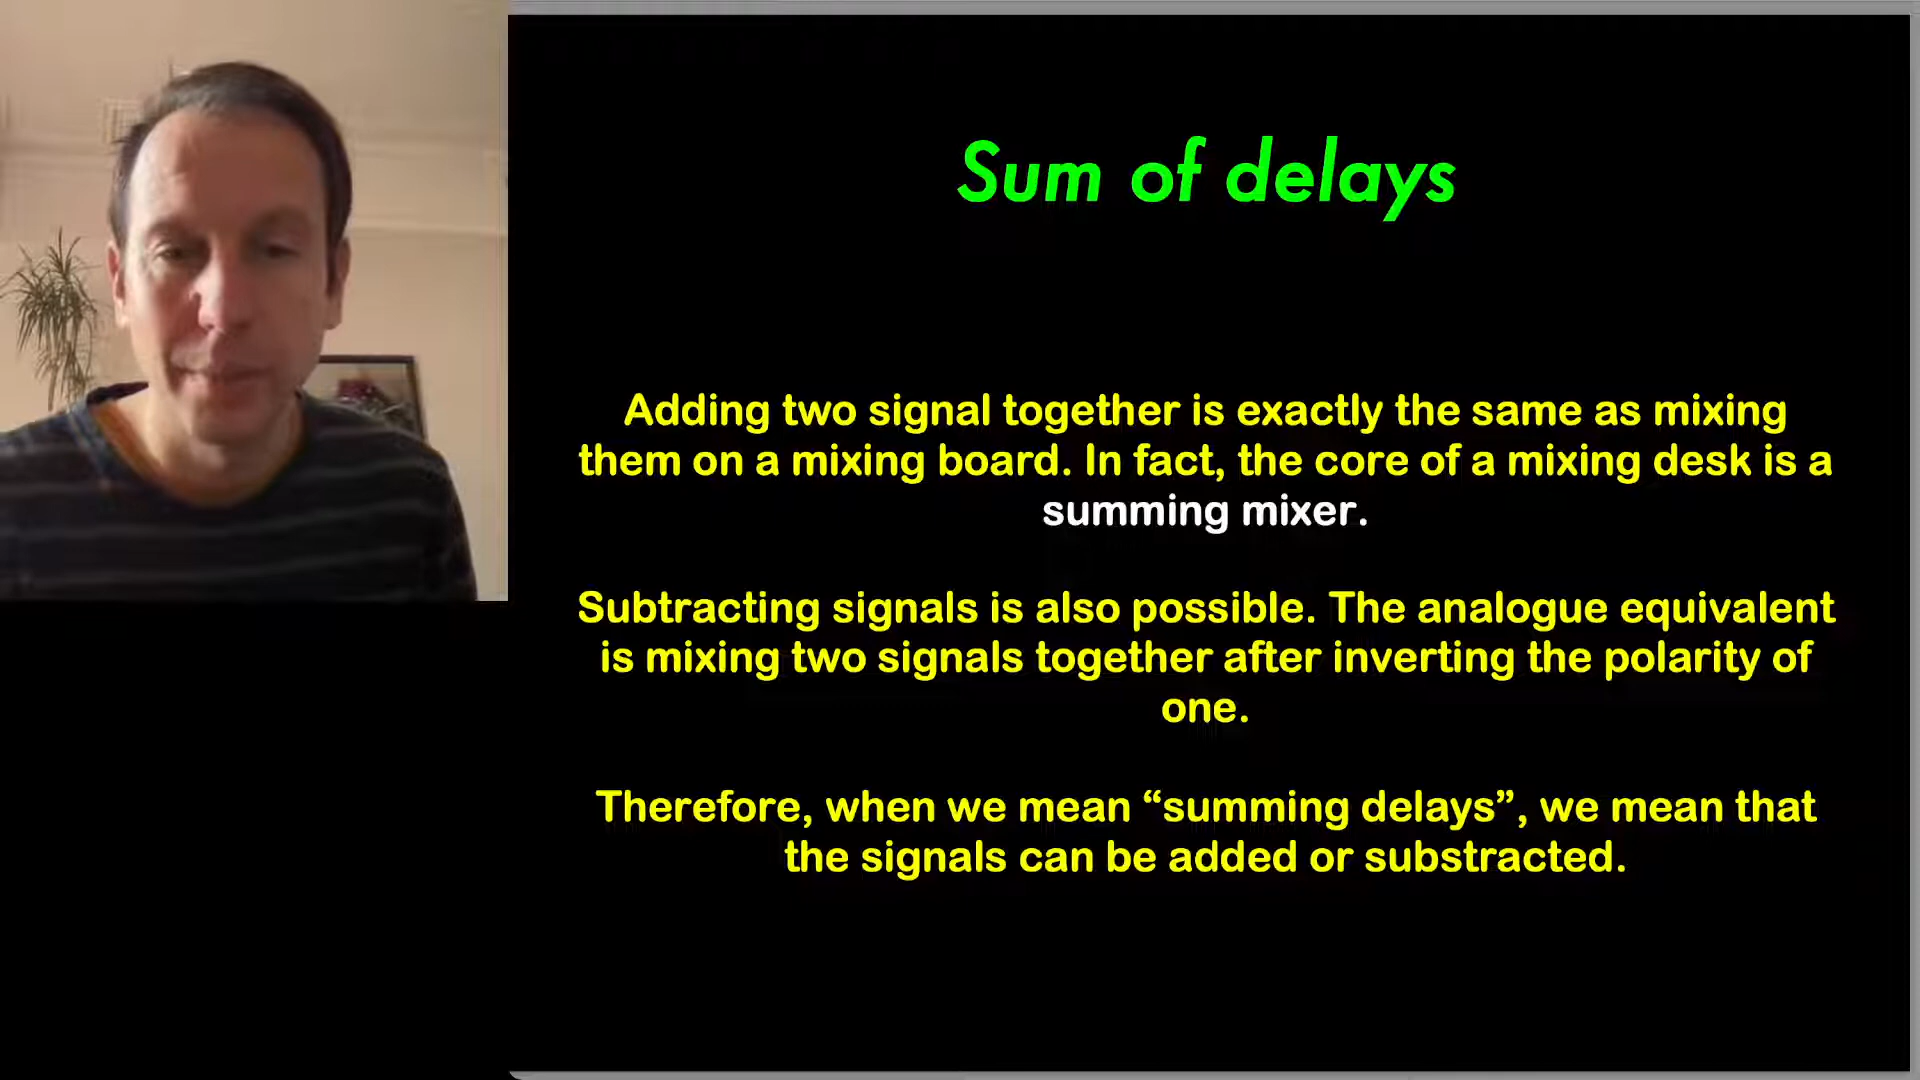 Sum of delays
Adding two signal together is exactly the same as mixing
them on a mixing board. In fact, the core of a mixing desk is a
summing mixer.
Subtracting signals is also possible. The analogue equivalent
is mixing two signals together after inverting the polarity of
one.
Therefore, when we mean “summing delays”, we mean that
the signals can be added or substracted.